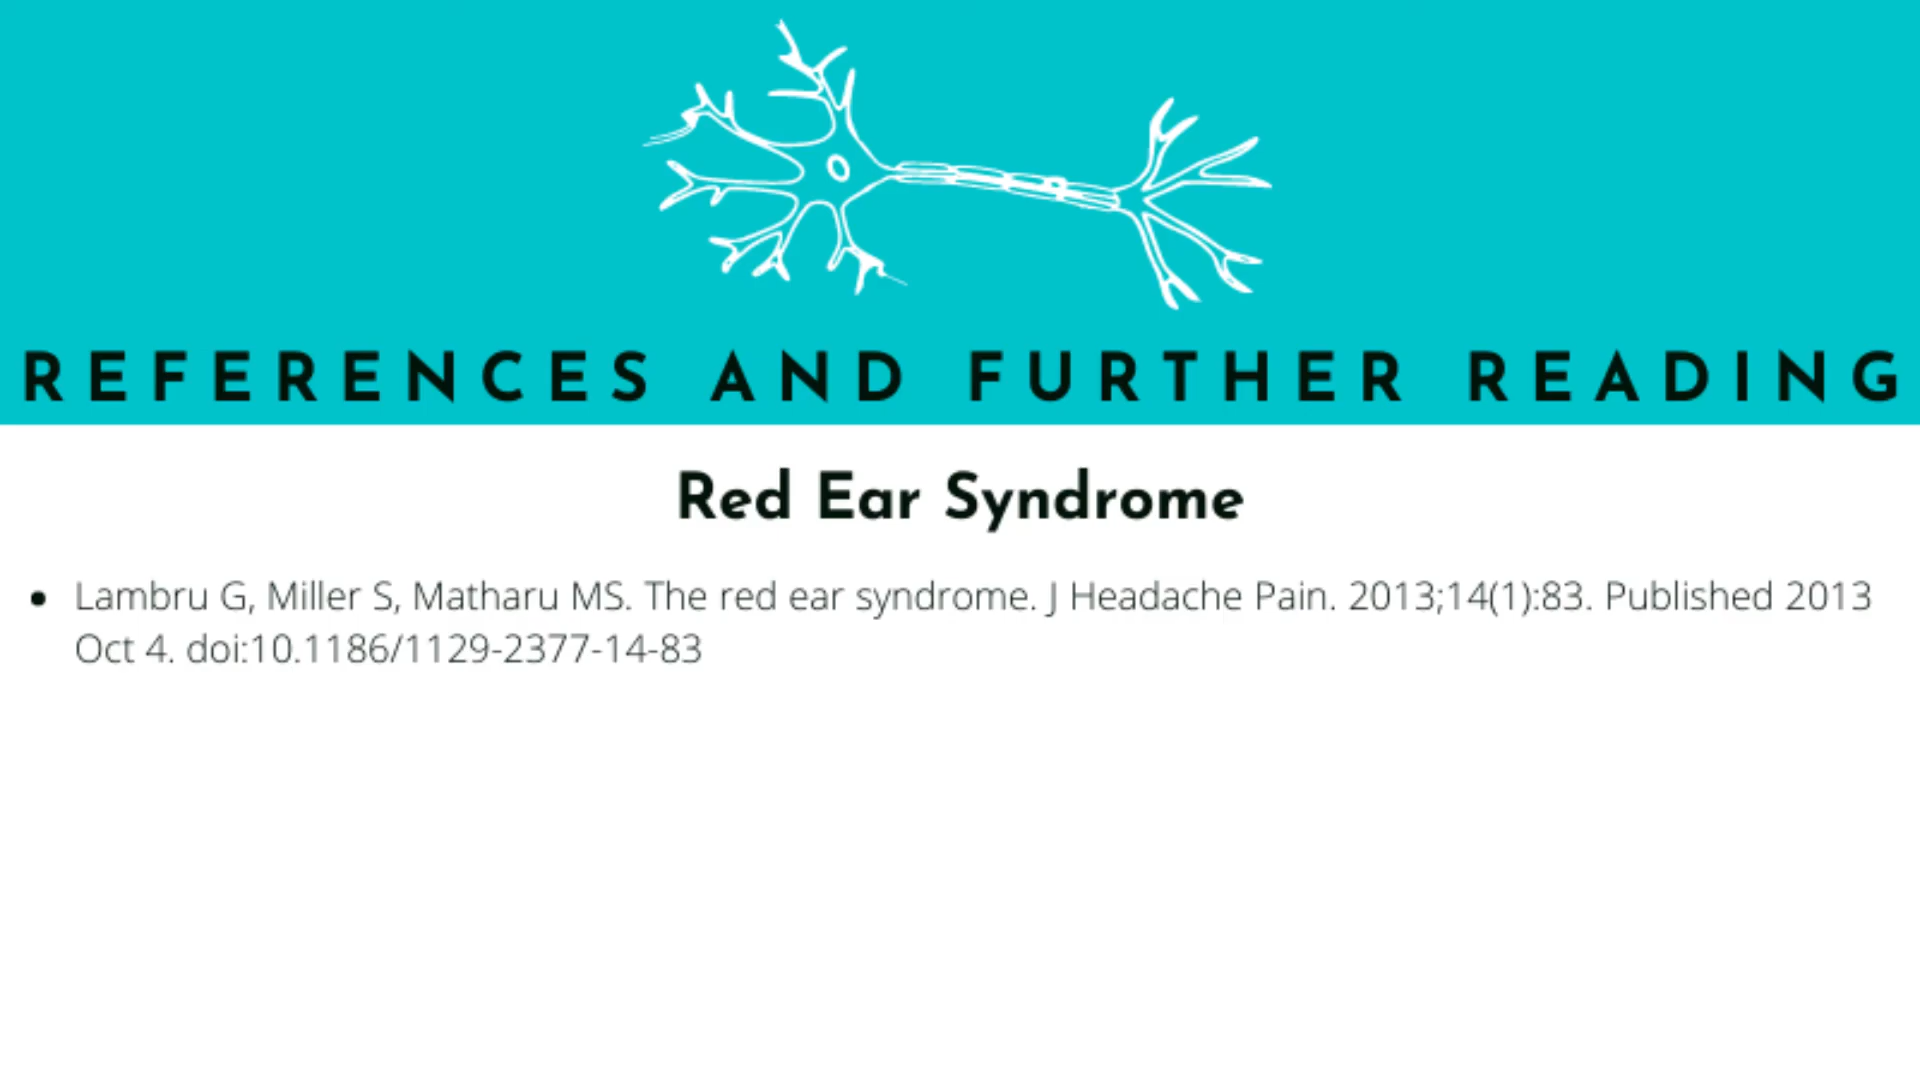 REFERENCES AND FURTHER READING
Red Ear Syndrome
• Lambru G, Miller S, Matharu MS. The red ear syndrome. J Headache Pain. 2013;14(1):83. Published 2013
Oct 4. doi:10.1186/1129-2377-14-83